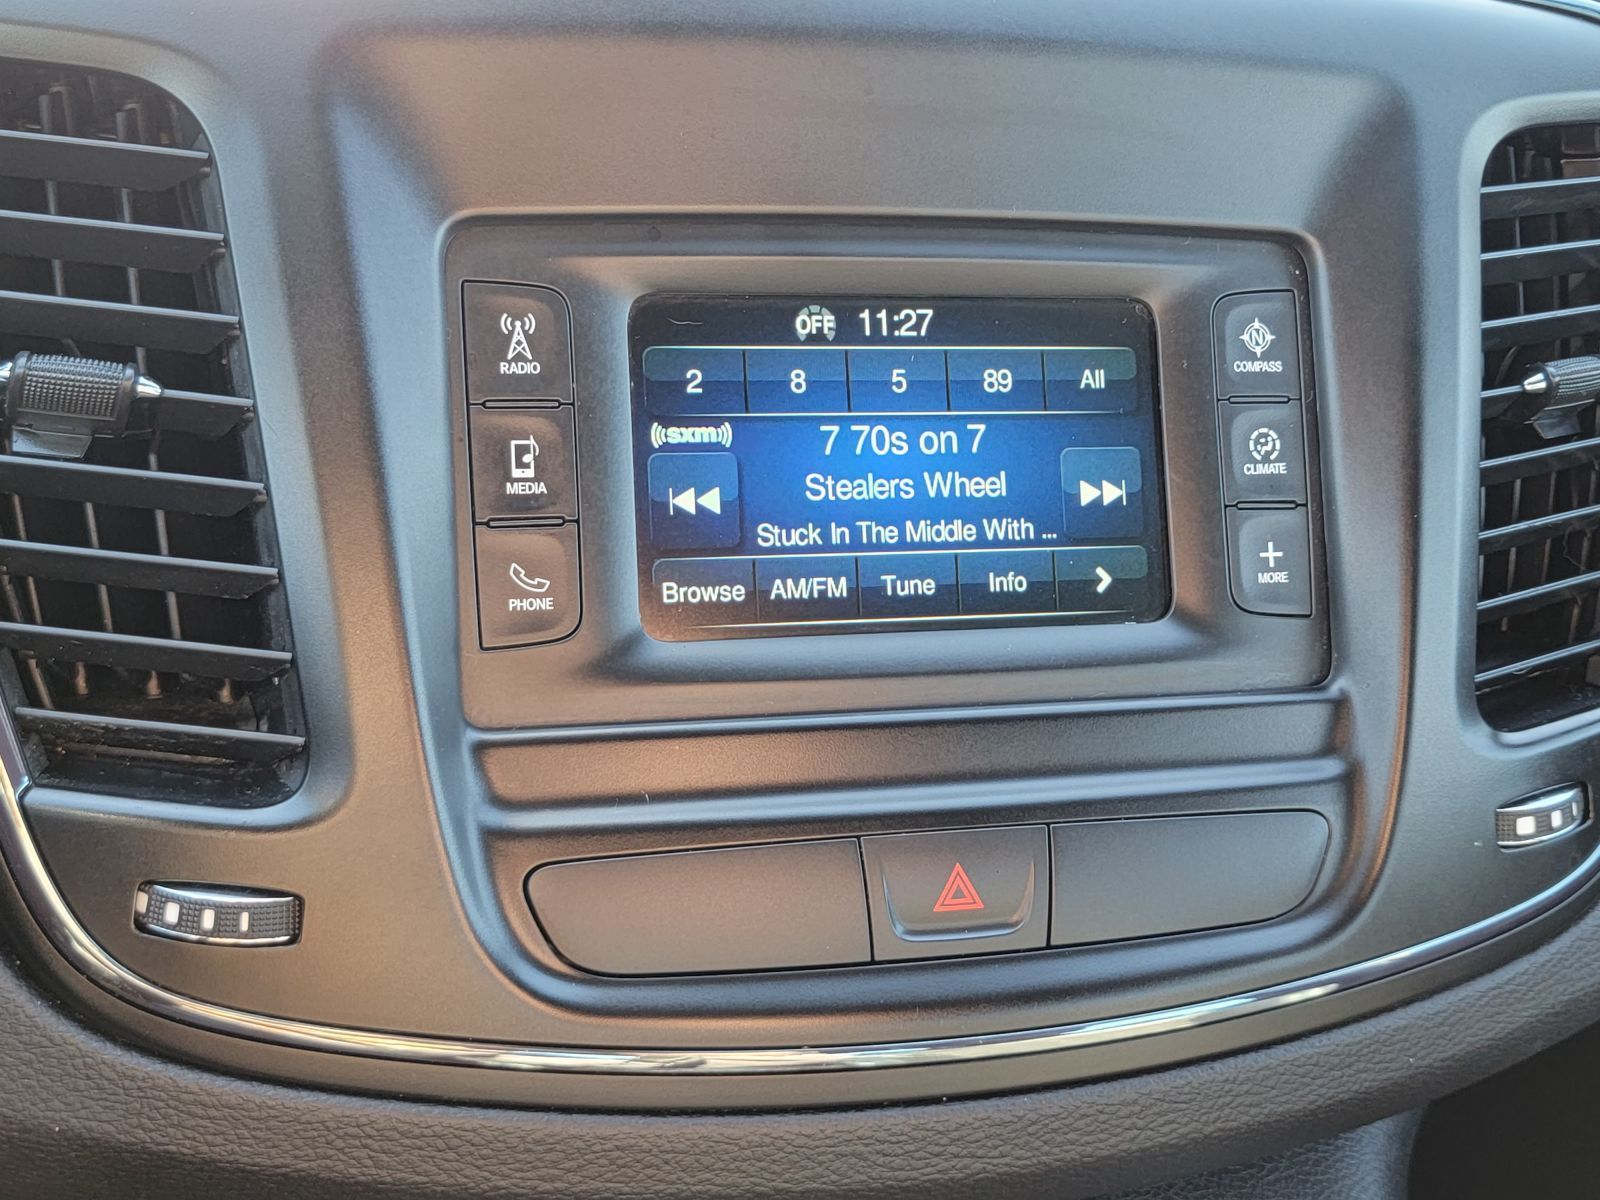 OFF 11:27
2 8 5 89 All
((sxm)) 7 70s on 7
Stealers Wheel
Stuck In The Middle With ...
Browse AM/FM Tune Info >
RADIO
MEDIA
PHONE
N
COMPASS
CLIMATE
+
MORE